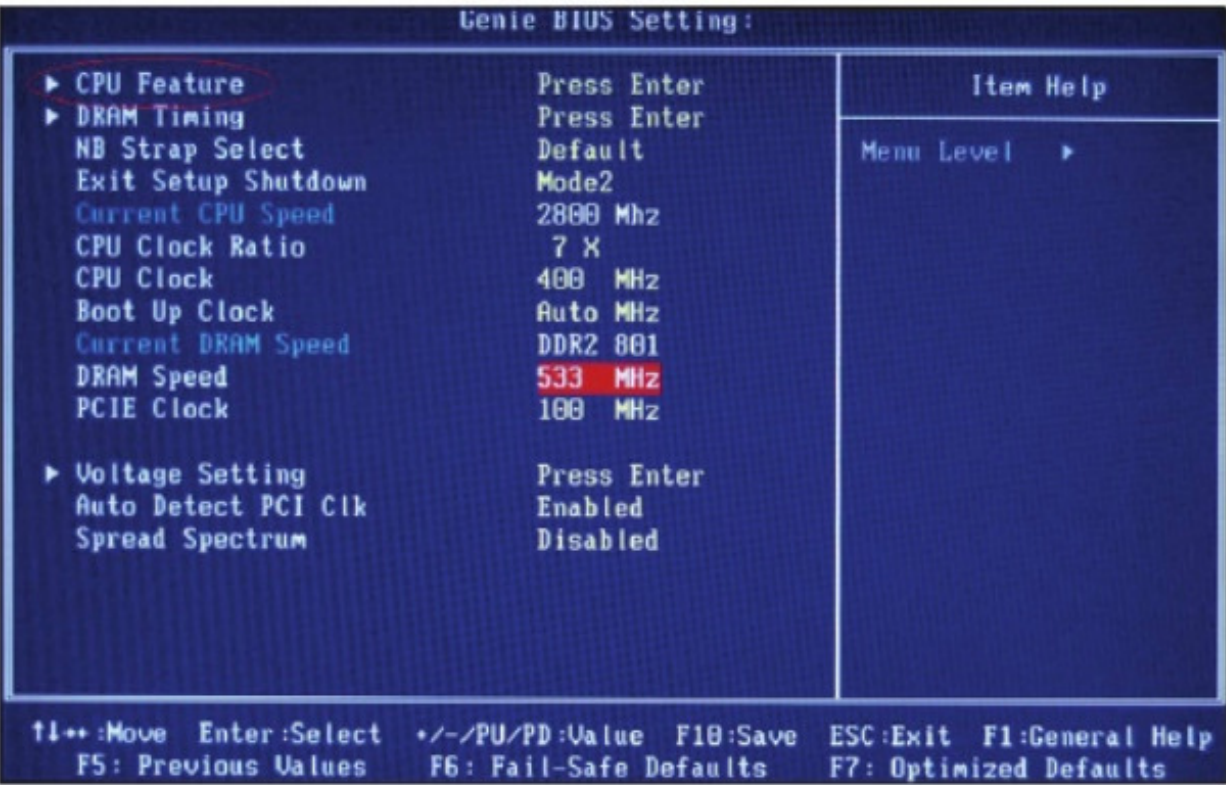 Genie BIOS Setting:
CPU Feature Press Enter
DRAM Timing Press Enter
NB Strap Select Default
Exit Setup Shutdown Mode2
Current CPU Speed 2800 Mhz
CPU Clock Ratio 7 X
CPU Clock 400 MHz
Boot Up Clock Auto MHz
Current DRAM Speed DDR2 801
DRAM Speed 533 MHz
PCIE Clock 100 MHz
Voltage Setting Press Enter
Auto Detect PCI Clk Enabled
Spread Spectrum Disabled
Item Help
Menu Level
↑↓→←:Move Enter:Select +/-/PU/PD:Value F10:Save ESC:Exit F1:General Help
F5: Previous Values F6: Fail-Safe Defaults F7: Optimized Defaults